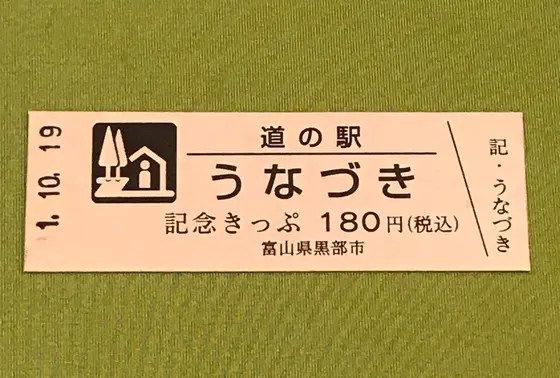 1.10.19
道の駅
うなづき
記念きっぷ 180円(税込)
富山県黒部市
記・うなづき